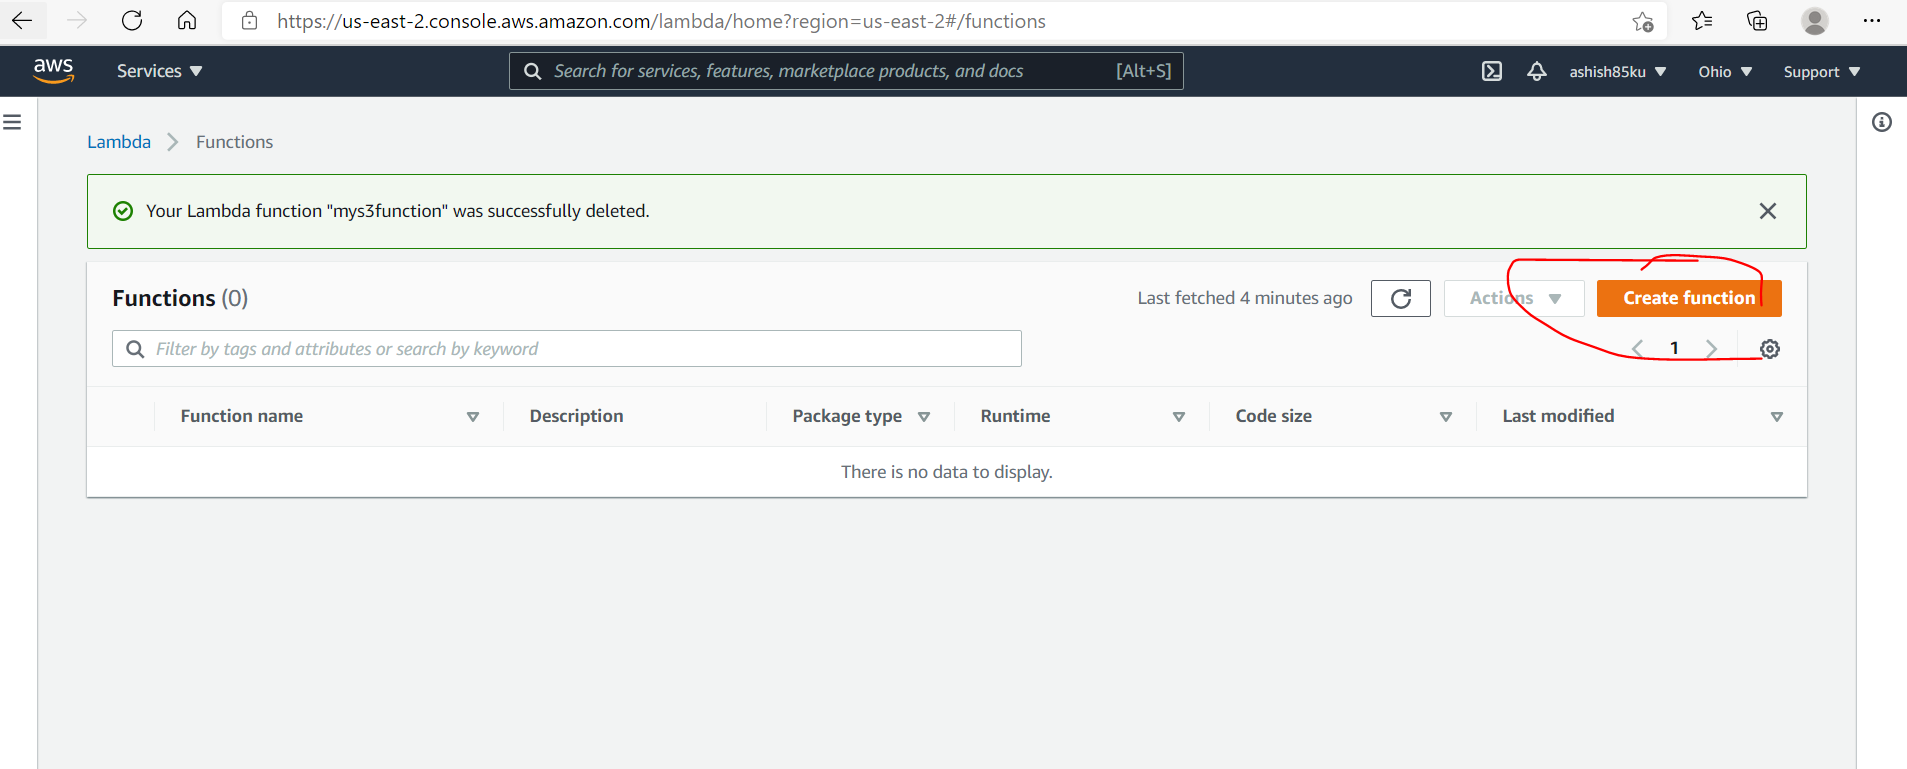 https://us-east-2.console.aws.amazon.com/lambda/home?region=us-east-2#/functions
aws Services Search for services, features, marketplace products, and docs [Alt+S] ashish85ku Ohio Support
Lambda Functions
Your Lambda function "mys3function" was successfully deleted.
Functions (0) Last fetched 4 minutes ago Actions Create function
Filter by tags and attributes or search by keyword 1
Function name Description Package type Runtime Code size Last modified
There is no data to display.